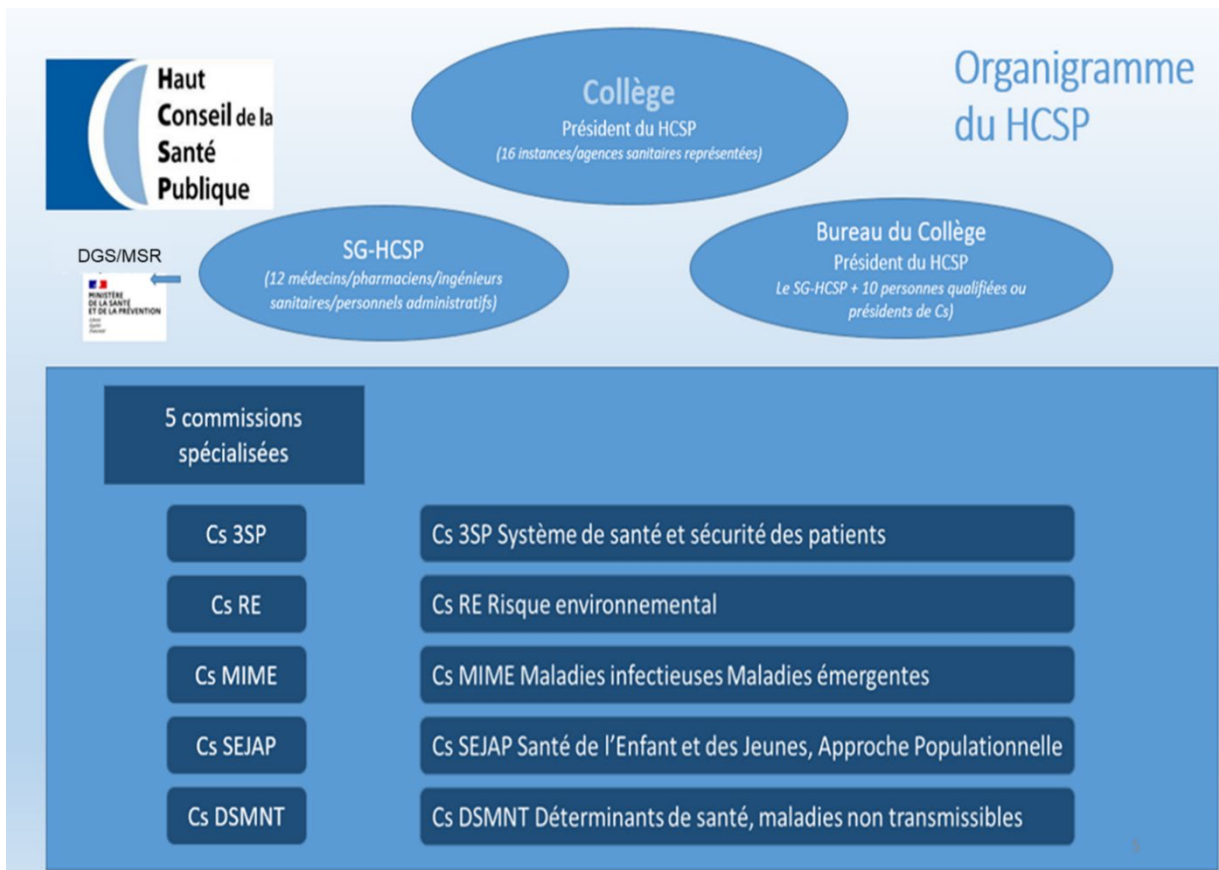 Haut
Conseil de la
Santé
Publique
Collège
Président du HCSP
(16 instances/agences sanitaires représentées)
Organigramme
du HCSP
DGS/MSR
MINISTÈRE
DE LA SANTÉ
ET DE LA PRÉVENTION
SG-HCSP
(12 médecins/pharmaciens/ingénieurs
sanitaires/personnels administratifs)
Bureau du Collège
Président du HCSP
Le SG-HCSP + 10 personnes qualifiées ou
présidents de Cs)
5 commissions
spécialisées
Cs 3SP
Cs 3SP Système de santé et sécurité des patients
Cs RE
Cs RE Risque environnemental
Cs MIME
Cs MIME Maladies infectieuses Maladies émergentes
Cs SEJAP
Cs SEJAP Santé de l’Enfant et des Jeunes, Approche Populationnelle
Cs DSMNT
Cs DSMNT Déterminants de santé, maladies non transmissibles